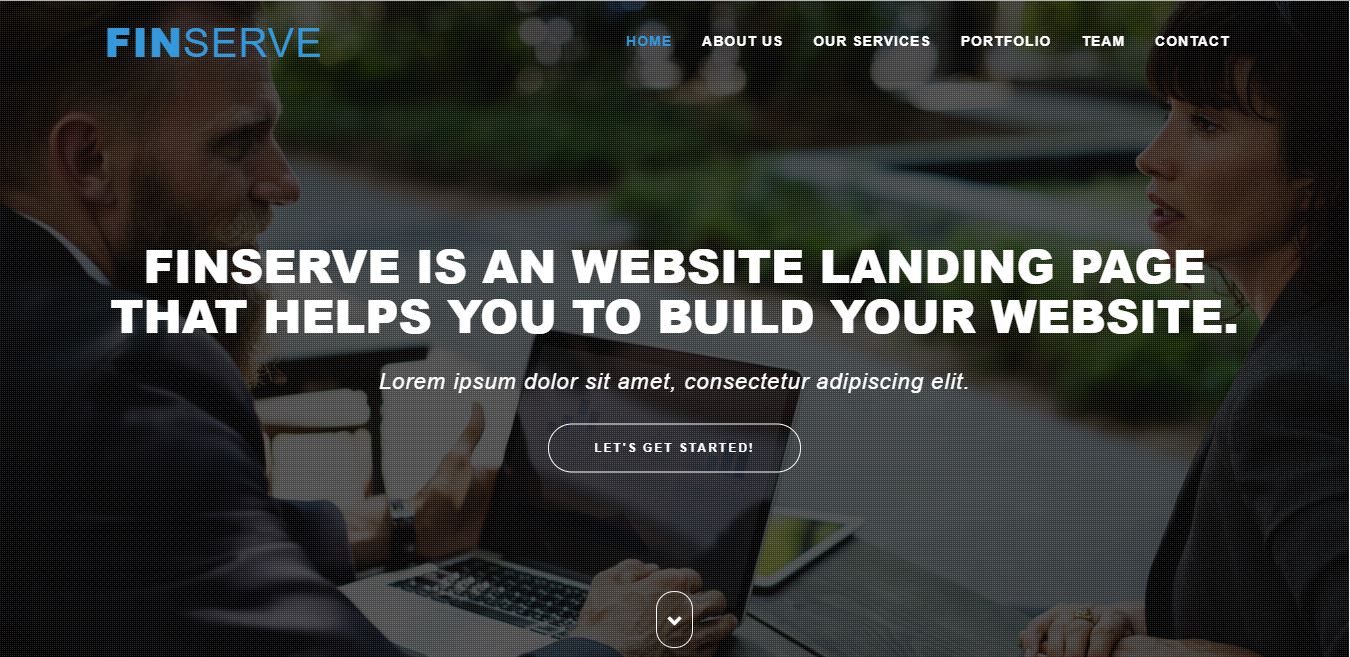 FINSERVE
HOME ABOUT US OUR SERVICES PORTFOLIO TEAM CONTACT
FINSERVE IS AN WEBSITE LANDING PAGE
THAT HELPS YOU TO BUILD YOUR WEBSITE.
Lorem ipsum dolor sit amet, consectetur adipiscing elit.
LET'S GET STARTED!